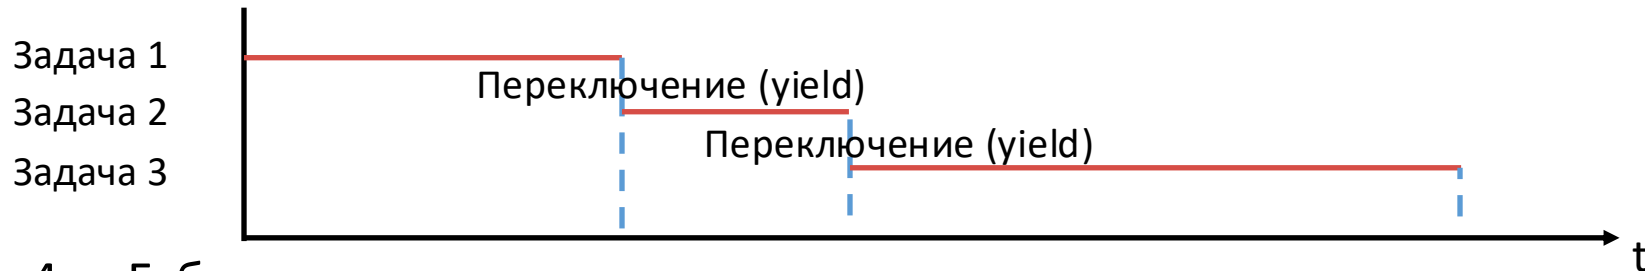 Задача 1
Переключение (yield)
Задача 2
Переключение (yield)
Задача 3
t